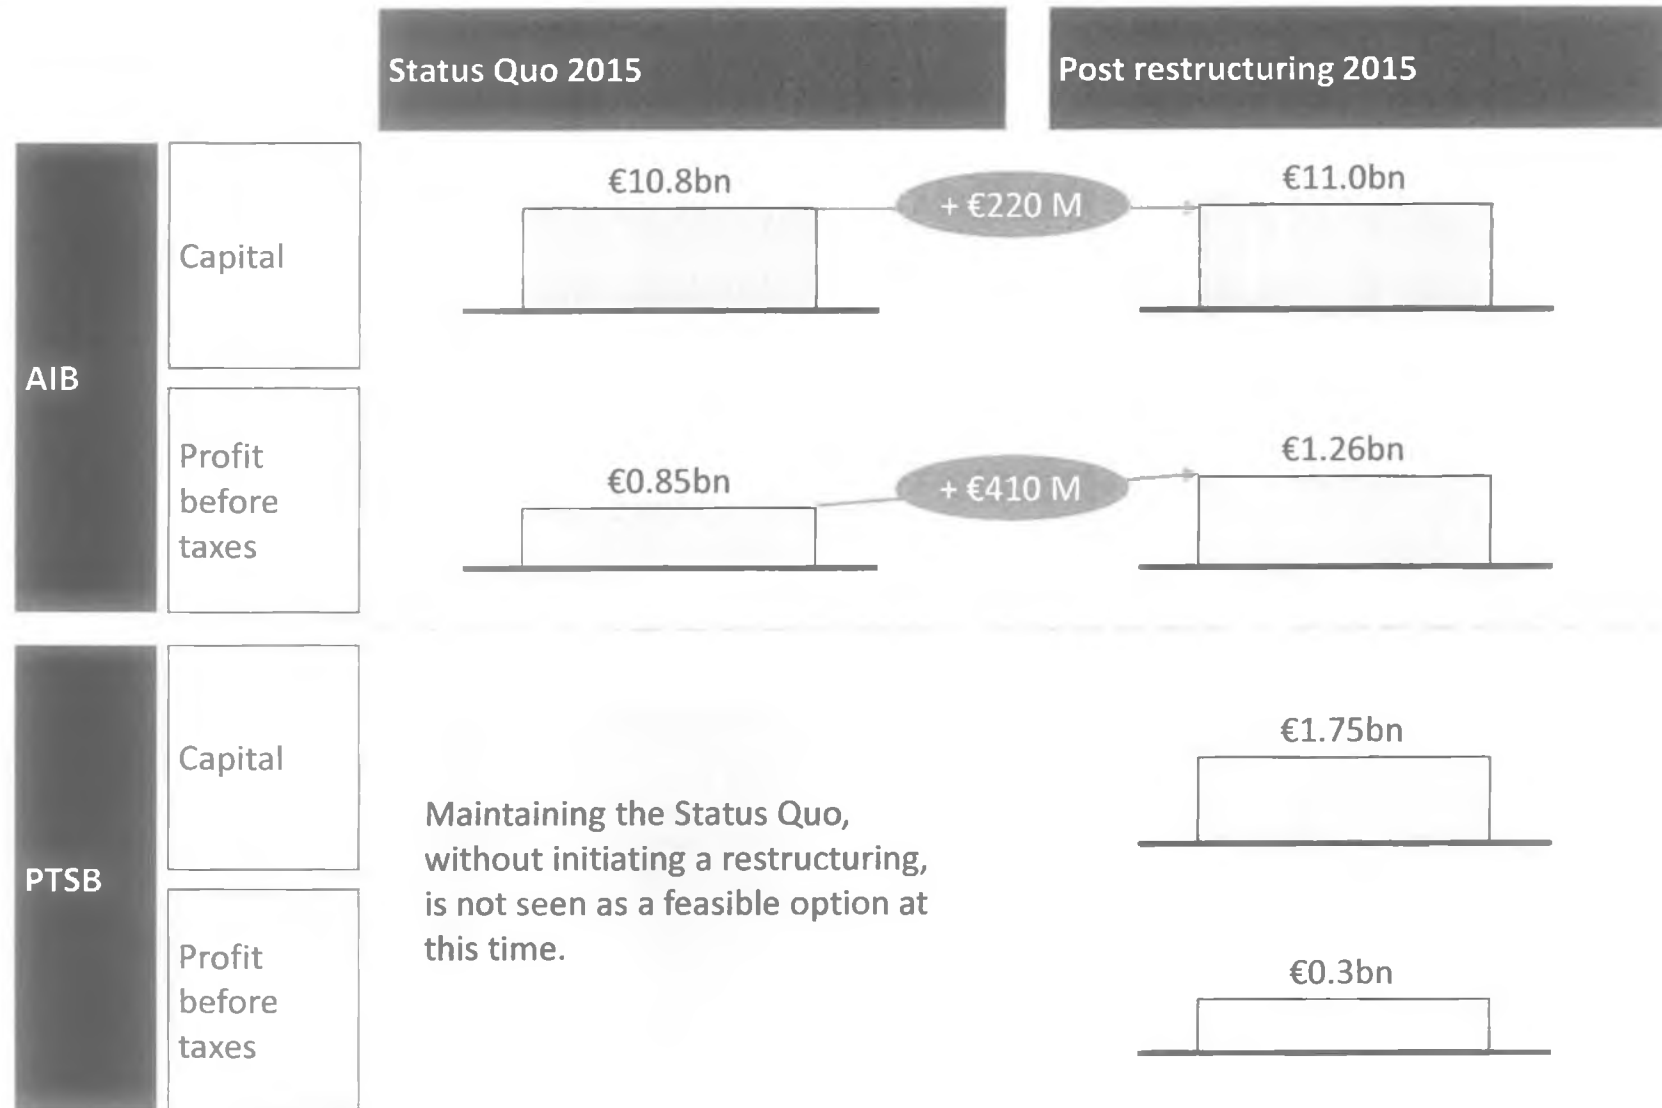 Status Quo 2015
Post restructuring 2015
AIB
Capital
€10.8bn
+ €220 M
€11.0bn
Profit
before
taxes
€0.85bn
+ €410 M
€1.26bn
PTSB
Capital
€1.75bn
Maintaining the Status Quo,
without initiating a restructuring,
is not seen as a feasible option at
this time.
Profit
before
taxes
€0.3bn